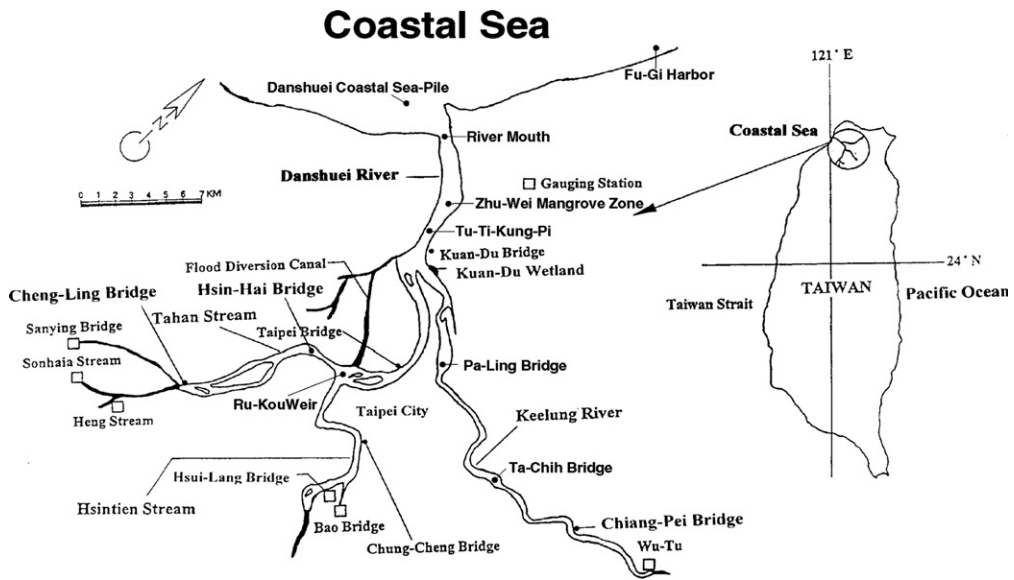 Coastal Sea
121° E
Fu-Gi Harbor
Danshuei Coastal Sea-Pile
Coastal Sea
River Mouth
N
Danshuei River
Gauging Station
0 1 2 3 4 5 6 7 KM
Zhu-Wei Mangrove Zone
Tu-Ti-Kung-Pi
Kuan-Du Bridge
Flood Diversion Canal
Kuan-Du Wetland
24° N
Hsin-Hai Bridge
Cheng-Ling Bridge
TAIWAN
Pacific Ocean
Taiwan Strait
Tahan Stream
Sanying Bridge
Taipei Bridge
Sonhaia Stream
Pa-Ling Bridge
Ru-KouWeir
Taipei City
Heng Stream
Keelung River
Ta-Chih Bridge
Hsui-Lang Bridge
Hsintien Stream
Bao Bridge
Chiang-Pei Bridge
Chung-Cheng Bridge
Wu-Tu